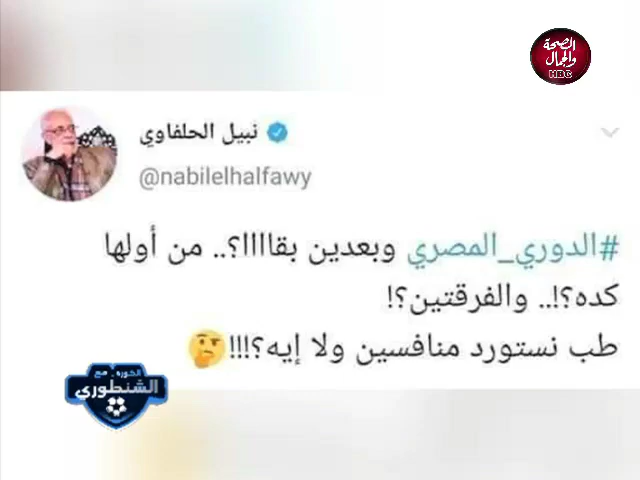 الصحة
والجمال
HBC
نبيل الحلفاوي
@nabilelhalfawy
#الدوري_المصري وبعدين بقاااا؟.. من أولها
كده؟!.. والفرقتين؟!
طب نستورد منافسين ولا إيه؟!!!🤔
الكورة مع
الشنطوري